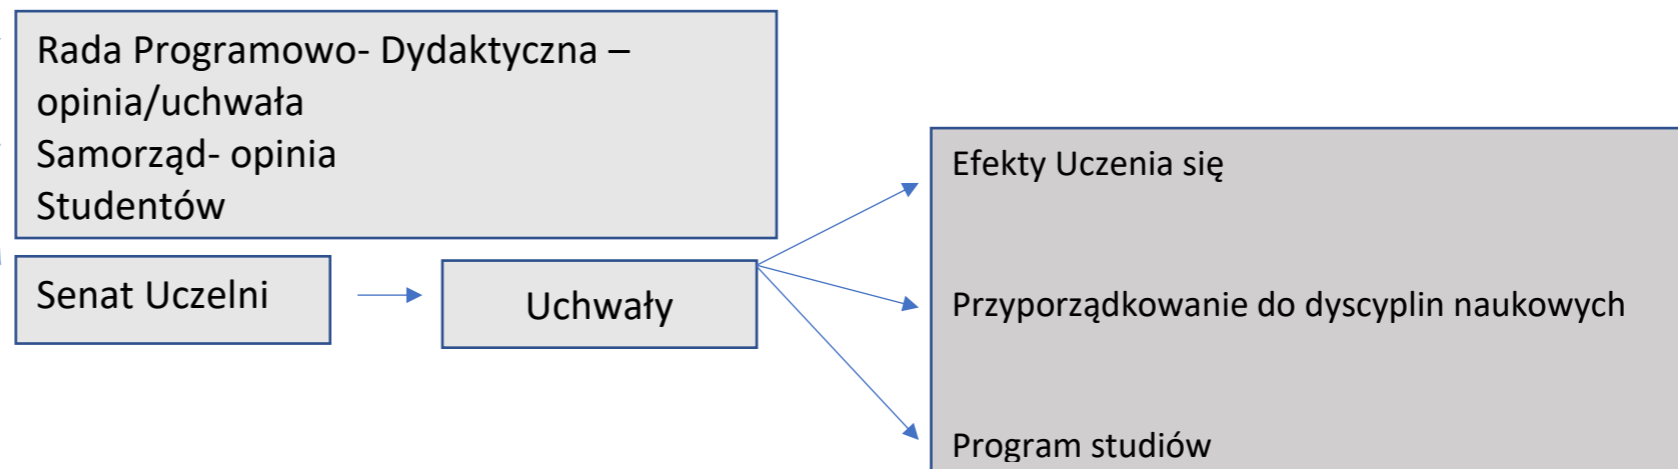 Rada Programowo- Dydaktyczna –
opinia/uchwała
Samorząd- opinia
Studentów
Senat Uczelni
Uchwały
Efekty Uczenia się
Przyporządkowanie do dyscyplin naukowych
Program studiów